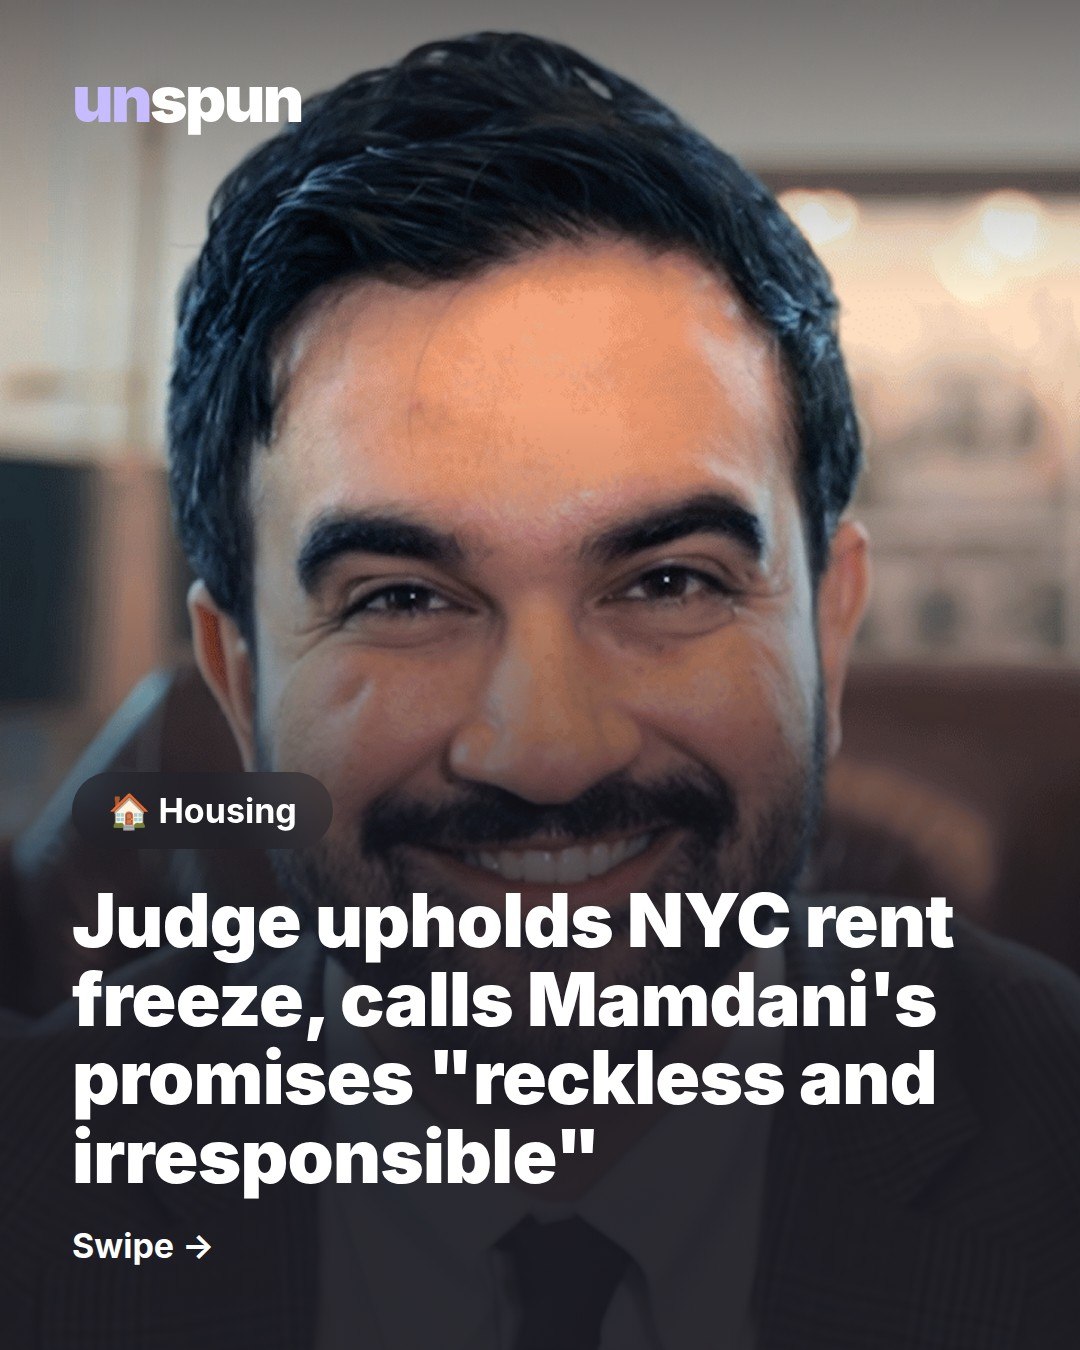 unspun
🏠 Housing
Judge upholds NYC rent
freeze, calls Mamdani's
promises "reckless and
irresponsible"
Swipe →